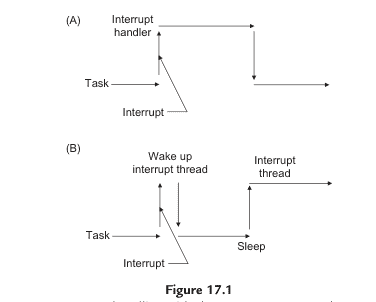 (A)
Interrupt
handler
Task
Interrupt
(B)
Wake up
interrupt thread
Interrupt
thread
Task
Sleep
Interrupt
Figure 17.1